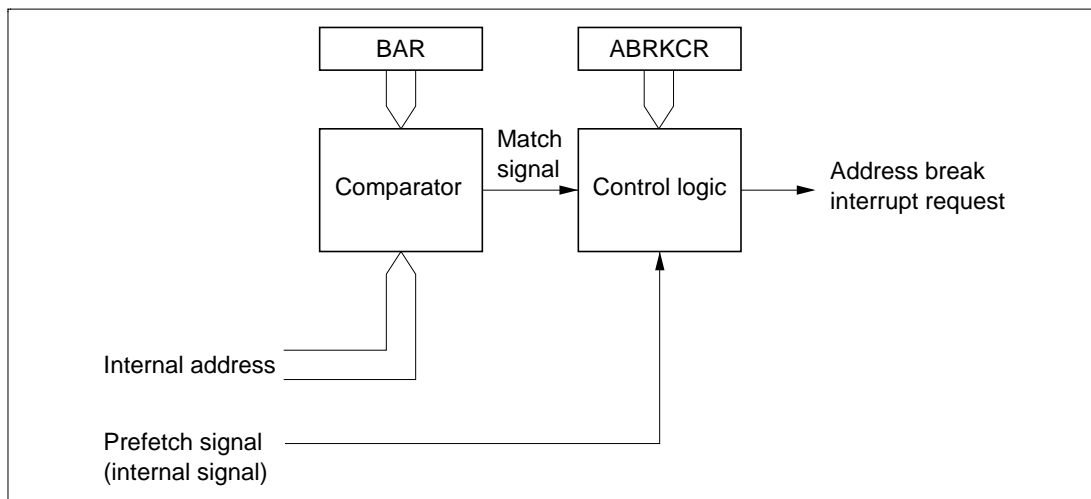 BAR
ABRKCR
Comparator
Match
signal
Control logic
Address break
interrupt request
Internal address
Prefetch signal
(internal signal)